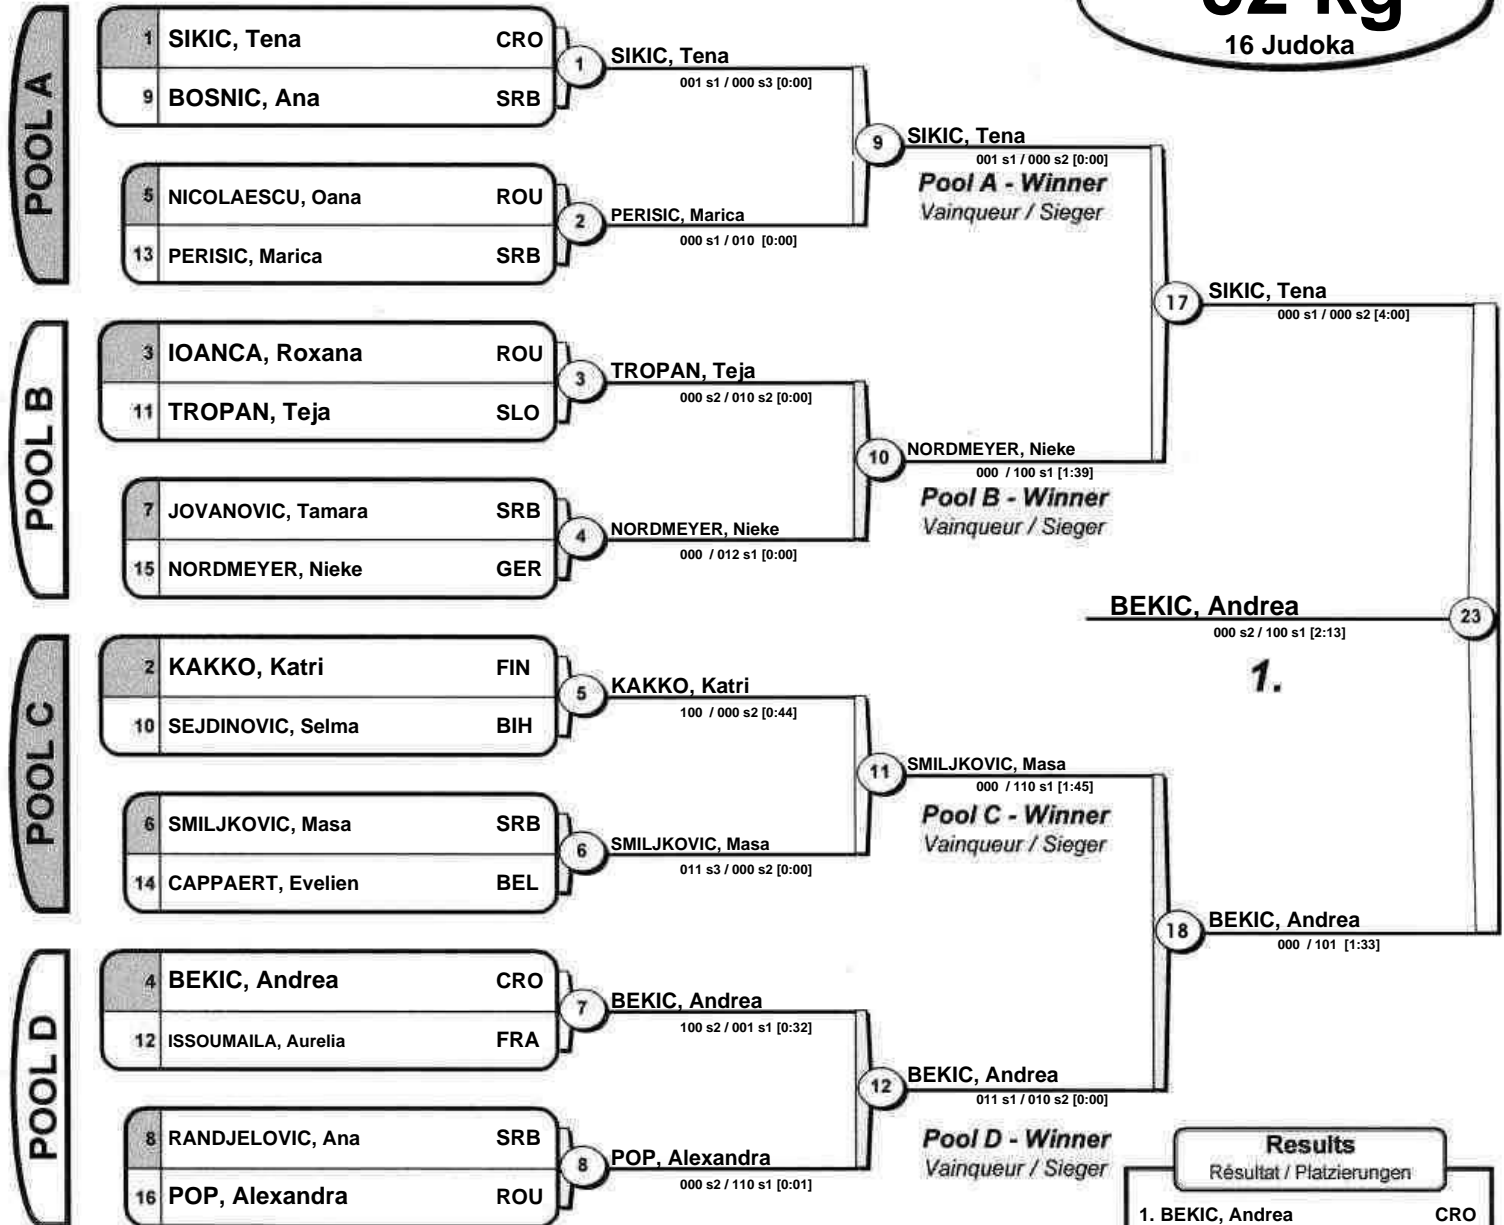 16 Judoka
POOL A
1 SIKIC, Tena CRO
9 BOSNIC, Ana SRB
1 SIKIC, Tena
001 s1 / 000 s3 [0:00]
5 NICOLAESCU, Oana ROU
13 PERISIC, Marica SRB
2 PERISIC, Marica
000 s1 / 010 [0:00]
9 SIKIC, Tena
001 s1 / 000 s2 [0:00]
Pool A - Winner
Vainqueur / Sieger
POOL B
3 IOANCA, Roxana ROU
11 TROPAN, Teja SLO
3 TROPAN, Teja
000 s2 / 010 s2 [0:00]
7 JOVANOVIC, Tamara SRB
15 NORDMEYER, Nieke GER
4 NORDMEYER, Nieke
000 / 012 s1 [0:00]
10 NORDMEYER, Nieke
000 / 100 s1 [1:39]
Pool B - Winner
Vainqueur / Sieger
17 SIKIC, Tena
000 s1 / 000 s2 [4:00]
BEKIC, Andrea 23
000 s2 / 100 s1 [2:13]
1.
POOL C
2 KAKKO, Katri FIN
10 SEJDINOVIC, Selma BIH
5 KAKKO, Katri
100 / 000 s2 [0:44]
6 SMILJKOVIC, Masa SRB
14 CAPPAERT, Evelien BEL
6 SMILJKOVIC, Masa
011 s3 / 000 s2 [0:00]
11 SMILJKOVIC, Masa
000 / 110 s1 [1:45]
Pool C - Winner
Vainqueur / Sieger
18 BEKIC, Andrea
000 / 101 [1:33]
POOL D
4 BEKIC, Andrea CRO
12 ISSOUMAILA, Aurelia FRA
7 BEKIC, Andrea
100 s2 / 001 s1 [0:32]
8 RANDJELOVIC, Ana SRB
16 POP, Alexandra ROU
8 POP, Alexandra
000 s2 / 110 s1 [0:01]
12 BEKIC, Andrea
011 s1 / 010 s2 [0:00]
Pool D - Winner
Vainqueur / Sieger
Results
Résultat / Platzierungen
1. BEKIC, Andrea CRO